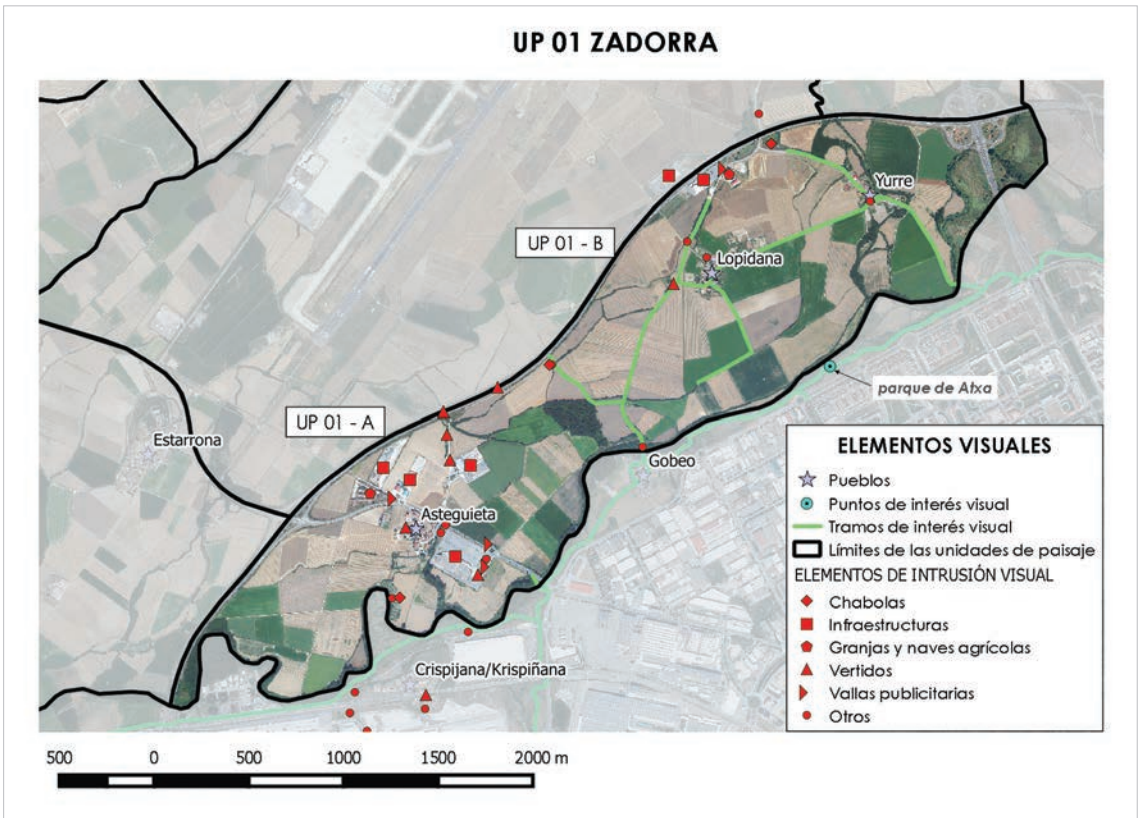 UP 01 ZADORRA
Yurre
UP 01 - B
Lopidana
parque de Atxa
UP 01 - A
Estarrona
Gobeo
Asteguieta
Crispijana/Krispiñana
ELEMENTOS VISUALES
Pueblos
Puntos de interés visual
Tramos de interés visual
Límites de las unidades de paisaje
ELEMENTOS DE INTRUSIÓN VISUAL
Chabolas
Infraestructuras
Granjas y naves agrícolas
Vertidos
Vallas publicitarias
Otros
500 0 500 1000 1500 2000 m